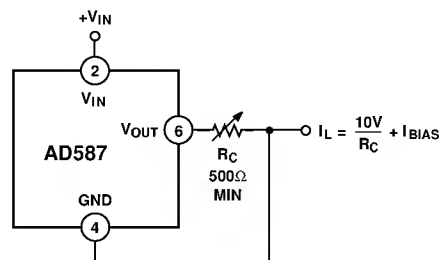 +VIN
2
VIN
VOUT
6
AD587
GND
4
RC
500Ω
MIN
IL = 10V/RC + IBIAS